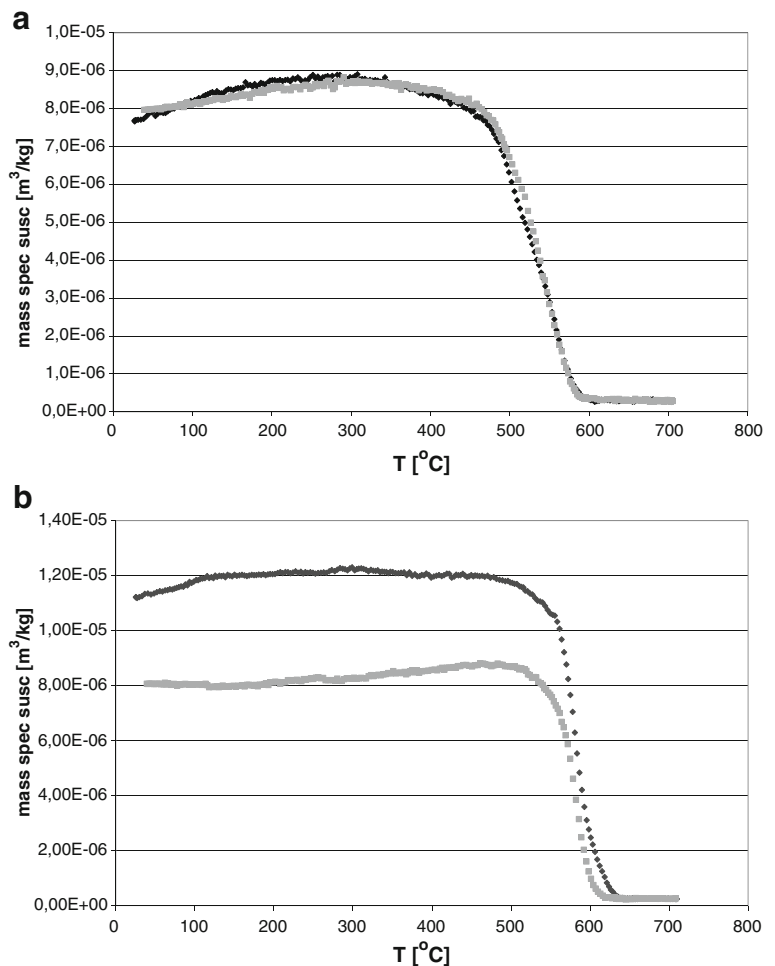 a
1,0E-05
9,0E-06
8,0E-06
7,0E-06
6,0E-06
5,0E-06
4,0E-06
3,0E-06
2,0E-06
1,0E-06
0,0E+00
mass spec susc [m³/kg]
0 100 200 300 400 500 600 700 800
T [°C]
b
1,40E-05
1,20E-05
1,00E-05
8,00E-06
6,00E-06
4,00E-06
2,00E-06
0,00E+00
mass spec susc [m³/kg]
0 100 200 300 400 500 600 700 800
T [°C]